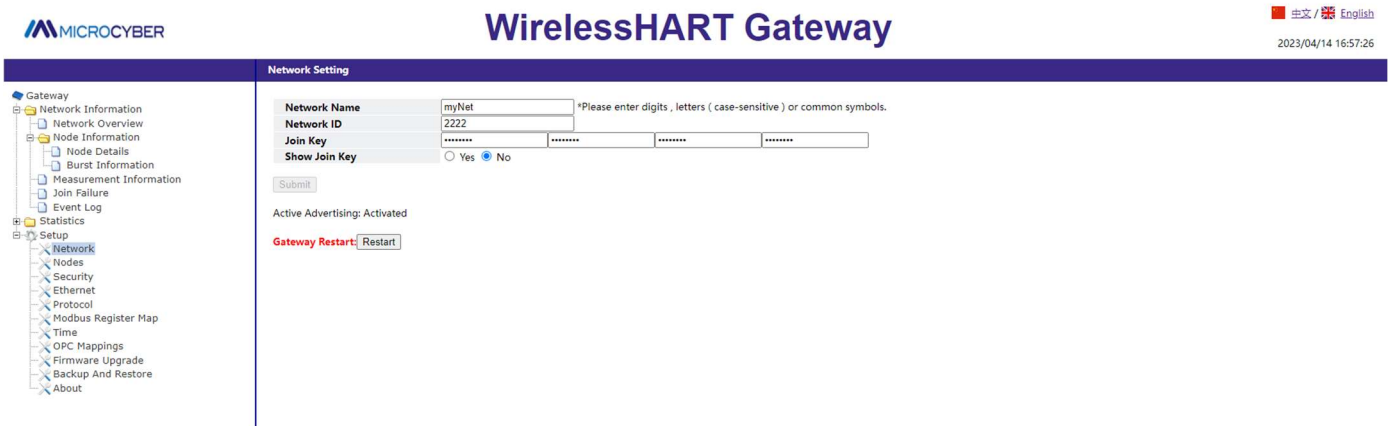 MICROCYBER
WirelessHART Gateway
中文 / English
2023/04/14 16:57:26
Network Setting
Gateway
Network Information
Network Overview
Node Information
Node Details
Burst Information
Measurement Information
Join Failure
Event Log
Statistics
Setup
Network
Nodes
Security
Ethernet
Protocol
Modbus Register Map
Time
OPC Mappings
Firmware Upgrade
Backup And Restore
About
Network Name myNet *Please enter digits , letters ( case-sensitive ) or common symbols.
Network ID 2222
Join Key •••••••• •••••••• •••••••• ••••••••
Show Join Key Yes No
Submit
Active Advertising: Activated
Gateway Restart: Restart